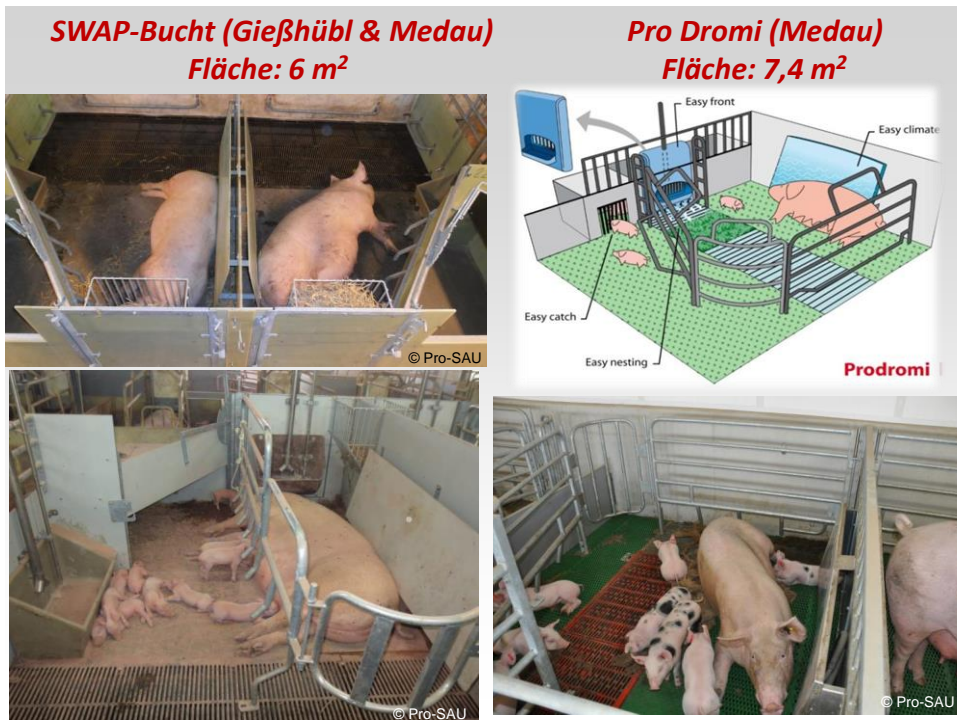 SWAP-Bucht (Gießhübl & Medau)
Fläche: 6 m²
Pro Dromi (Medau)
Fläche: 7,4 m²
Easy front
Easy climate
Easy catch
Easy nesting
Prodromi
© Pro-SAU
© Pro-SAU
© Pro-SAU